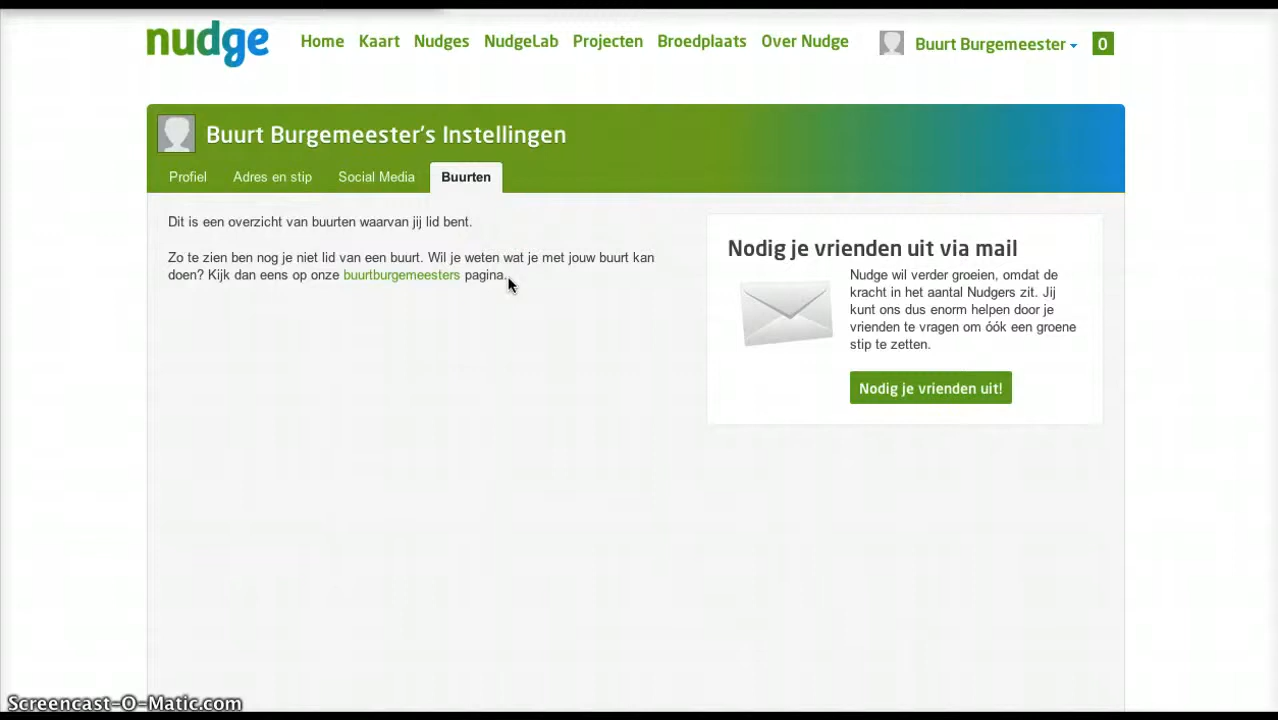 nudge
Home Kaart Nudges NudgeLab Projecten Broedplaats Over Nudge Buurt Burgemeester 0
Buurt Burgemeester's Instellingen
Profiel Adres en stip Social Media Buurten
Dit is een overzicht van buurten waarvan jij lid bent.
Zo te zien ben nog je niet lid van een buurt. Wil je weten wat je met jouw buurt kan
doen? Kijk dan eens op onze buurtburgemeesters pagina.
Nodig je vrienden uit via mail
Nudge wil verder groeien, omdat de
kracht in het aantal Nudgers zit. Jij
kunt ons dus enorm helpen door je
vrienden te vragen om óók een groene
stip te zetten.
Nodig je vrienden uit!
Screencast-O-Matic.com